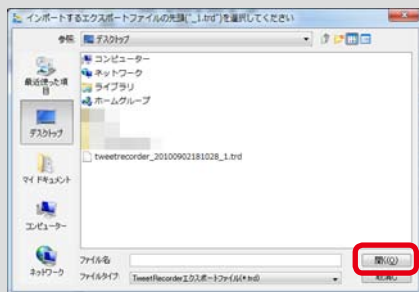 インポートするエクスポートファイルの先頭("_1.trd")を選択してください
参照:
デスクトップ
最近使った項目
デスクトップ
マイ ドキュメント
コンピューター
ネットワーク
コンピューター
ネットワーク
ライブラリ
ホームグループ
tweetrecorder_20100902181028_1.trd
ファイル名:
開く(O)
ファイルタイプ:
TweetRecorderエクスポートファイル(*.trd)
取消し